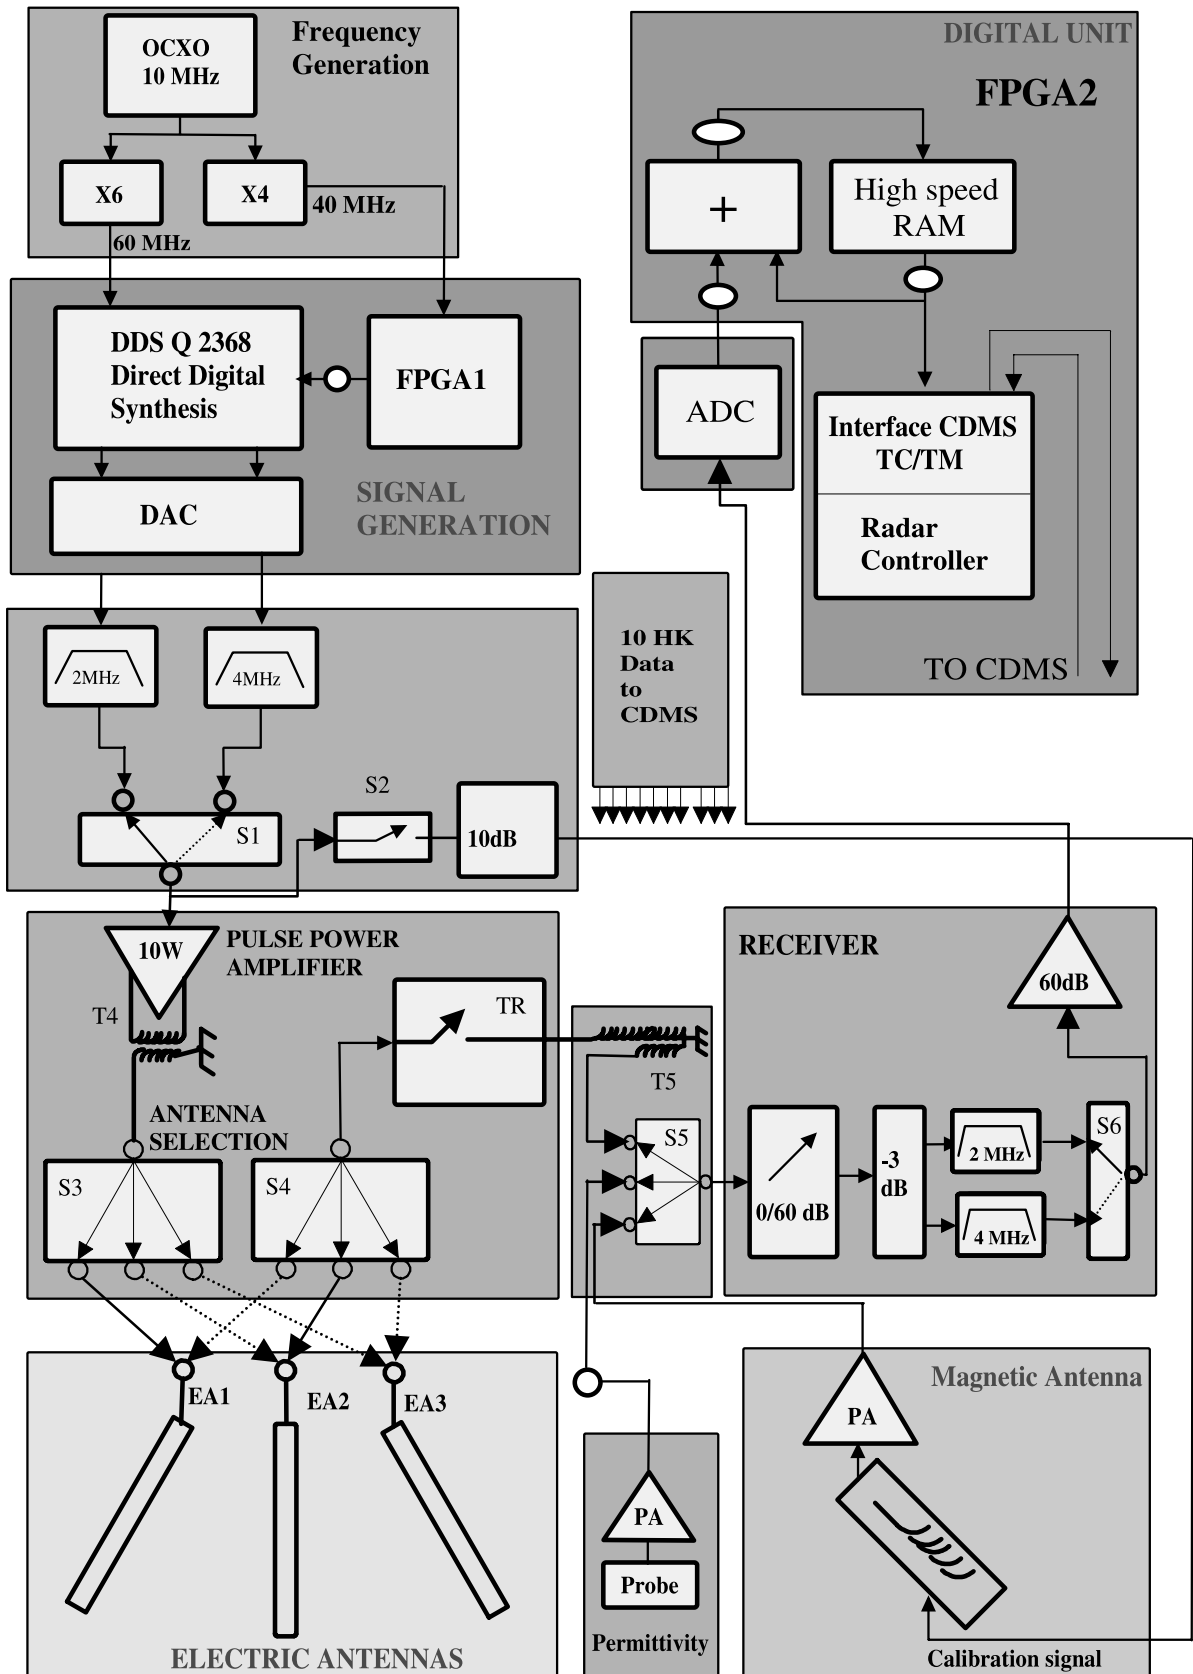 OCXO
10 MHz
Frequency
Generation
X6
X4
40 MHz
60 MHz
DIGITAL UNIT
FPGA2
+
High speed
RAM
DDS Q 2368
Direct Digital
Synthesis
FPGA1
DAC
SIGNAL
GENERATION
ADC
Interface CDMS
TC/TM
Radar
Controller
TO CDMS
2MHz
4MHz
10 HK
Data
to
CDMS
S1
S2
10dB
10W
PULSE POWER
AMPLIFIER
T4
TR
ANTENNA
SELECTION
S3
S4
T5
S5
RECEIVER
60dB
0/60 dB
-3
dB
2 MHz
4 MHz
S6
EA1
EA2
EA3
ELECTRIC ANTENNAS
PA
Probe
Permittivity
Magnetic Antenna
PA
Calibration signal